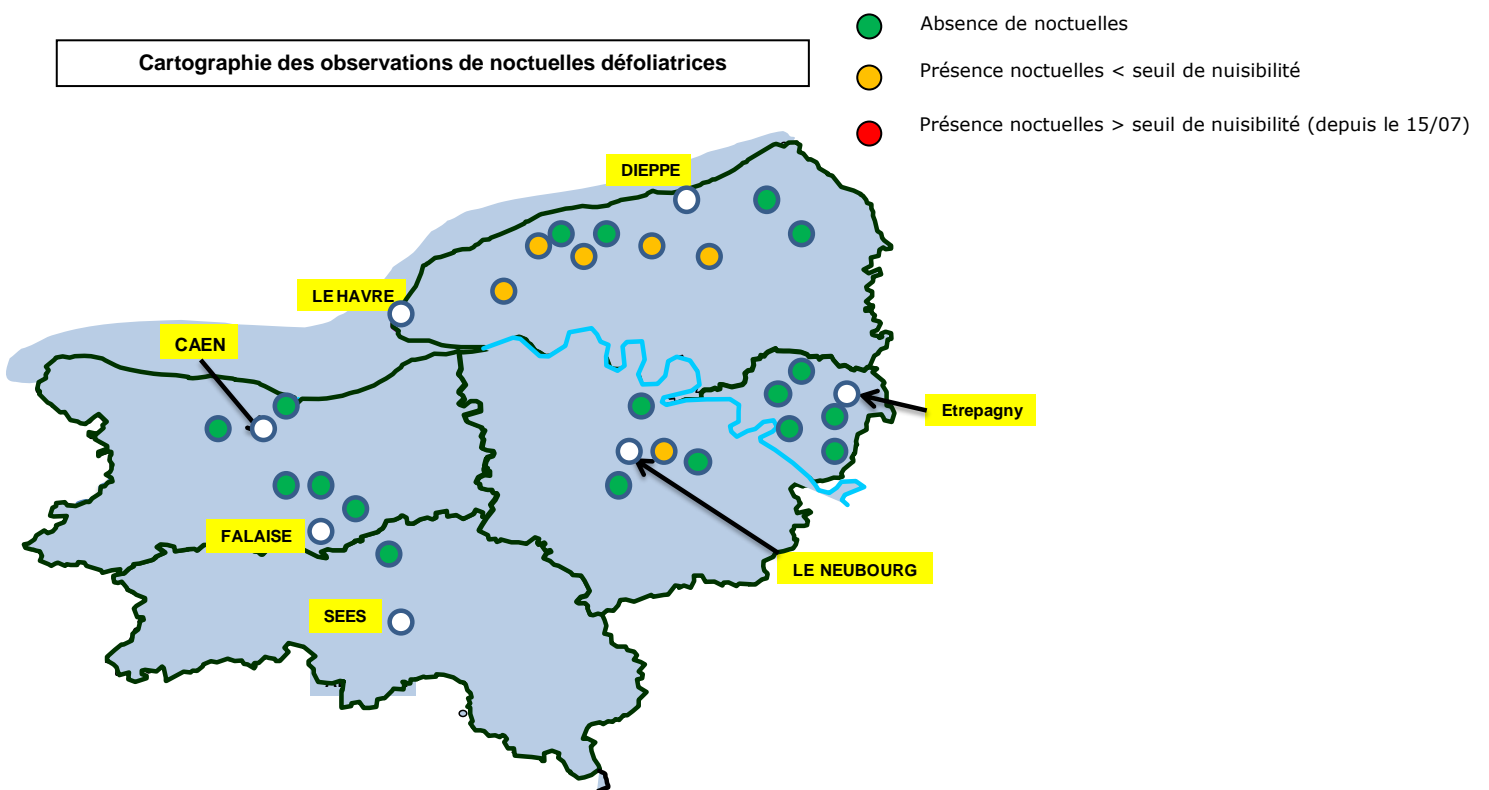 Absence de noctuelles
Cartographie des observations de noctuelles défoliatrices
Présence noctuelles < seuil de nuisibilité
Présence noctuelles > seuil de nuisibilité (depuis le 15/07)
DIEPPE
LE HAVRE
CAEN
Etrepagny
FALAISE
LE NEUBOURG
SEES